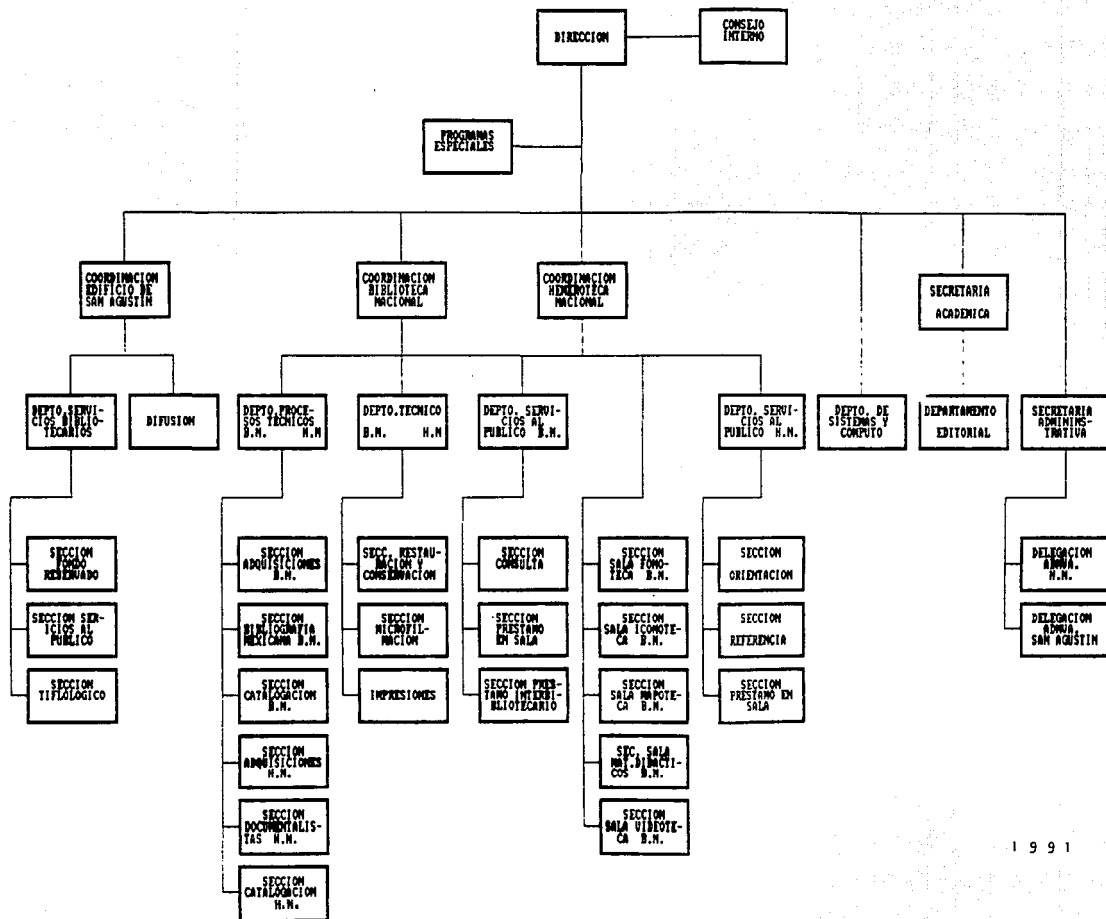 DIRECCION
CONSEJO
INTERNO
PROGRAMAS
ESPECIALES
COORDINACION
EDIFICIO DE
SAN AGUSTIN
COORDINACION
BIBLIOTECA
NACIONAL
COORDINACION
HEMEROTECA
NACIONAL
SECRETARIA
ACADEMICA
DEPTO.SERVI-
CIOS BIBLIO-
TECARIOS
DIFUSION
DEPTO.PROCE-
SOS TECNICOS
B.N. H.N
DEPTO.TECNICO
B.N. H.N
DEPTO. SERVI-
CIOS AL
PUBLICO B.N.
DEPTO. SERVI-
CIOS AL
PUBLICO H.N.
DEPTO. DE
SISTEMAS Y
COMPUTO
DEPARTAMENTO
EDITORIAL
SECRETARIA
ADMININS-
TRATIVA
SECCION
FONDO
RESERVADO
SECCION SER-
VICIOS AL
PUBLICO
SECCION
TIFLOLOGICO
SECCION
ADQUISICIONES
B.N.
SECCION
BIBLIOGRAFIA
MEXICANA B.N.
SECCION
CATALOGACION
B.N.
SECCION
ADQUISICIONES
H.N.
SECCION
DOCUMENTALIS-
TAS H.N.
SECCION
CATALOGACION
H.N.
SECC. RESTAU-
RACION Y
CONSERVACION
SECCION
MICROFIL-
MACION
IMPRESIONES
SECCION
CONSULTA
SECCION
PRESTAMO
EN SALA
SECCION PRES-
TAMO INTERBI-
BLIOTECARIO
SECCION
SALA FONO-
TECA B.N.
SECCION
SALA ICONOTE-
CA B.N.
SECCION
SALA MAPOTE-
CA B.N.
SEC. SALA
MAT.DIDACTI-
COS B.N.
SECCION
SALA VIDEOTE-
CA B.N.
SECCION
ORIENTACION
SECCION
REFERENCIA
SECCION
PRESTAMO EN
SALA
DELEGACION
ADMVA.
H.N.
DELEGACION
ADMVA.
SAN AGUSTIN
1991